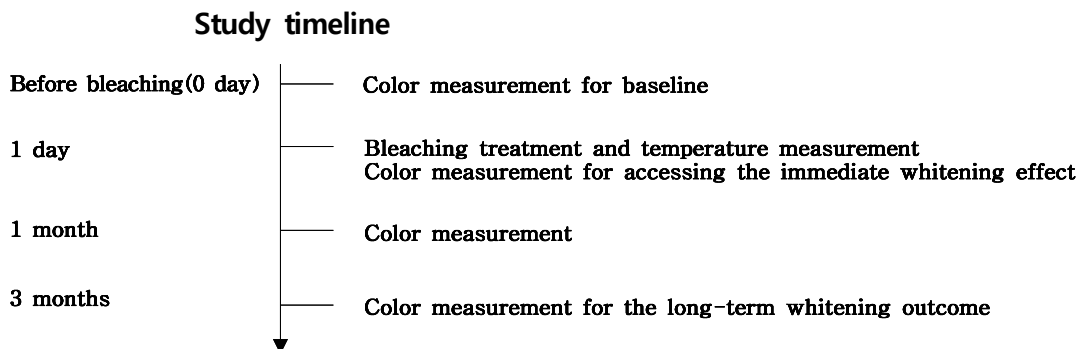 Study timeline
Before bleaching(0 day)
Color measurement for baseline
1 day
Bleaching treatment and temperature measurement
Color measurement for accessing the immediate whitening effect
1 month
Color measurement
3 months
Color measurement for the long-term whitening outcome